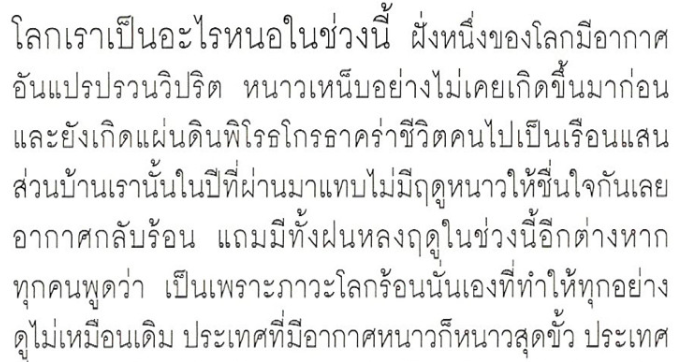 โลกเราเป็นอะไรหนอในช่วงนี้ ฝั่งหนึ่งของโลกมีอากาศ
อันแปรปรวนวิปริต หนาวเหน็บอย่างไม่เคยเกิดขึ้นมาก่อน
และยังเกิดแผ่นดินพิโรธโกรธาคร่าชีวิตคนไปเป็นเรือนแสน
ส่วนบ้านเรานั้นในปีที่ผ่านมาแทบไม่มีฤดูหนาวให้ชื่นใจกันเลย
อากาศกลับร้อน แถมมีทั้งฝนหลงฤดูในช่วงนี้อีกต่างหาก
ทุกคนพูดว่า เป็นเพราะภาวะโลกร้อนนั่นเองที่ทำให้ทุกอย่าง
ดูไม่เหมือนเดิม ประเทศที่มีอากาศหนาวก็หนาวสุดขั้ว ประเทศ